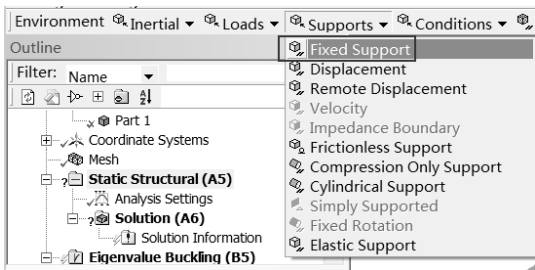 Environment Inertial Loads Supports Conditions
Outline
Filter: Name
Part 1
Coordinate Systems
Mesh
Static Structural (A5)
Analysis Settings
Solution (A6)
Solution Information
Eigenvalue Buckling (B5)
Fixed Support
Displacement
Remote Displacement
Velocity
Impedance Boundary
Frictionless Support
Compression Only Support
Cylindrical Support
Simply Supported
Fixed Rotation
Elastic Support